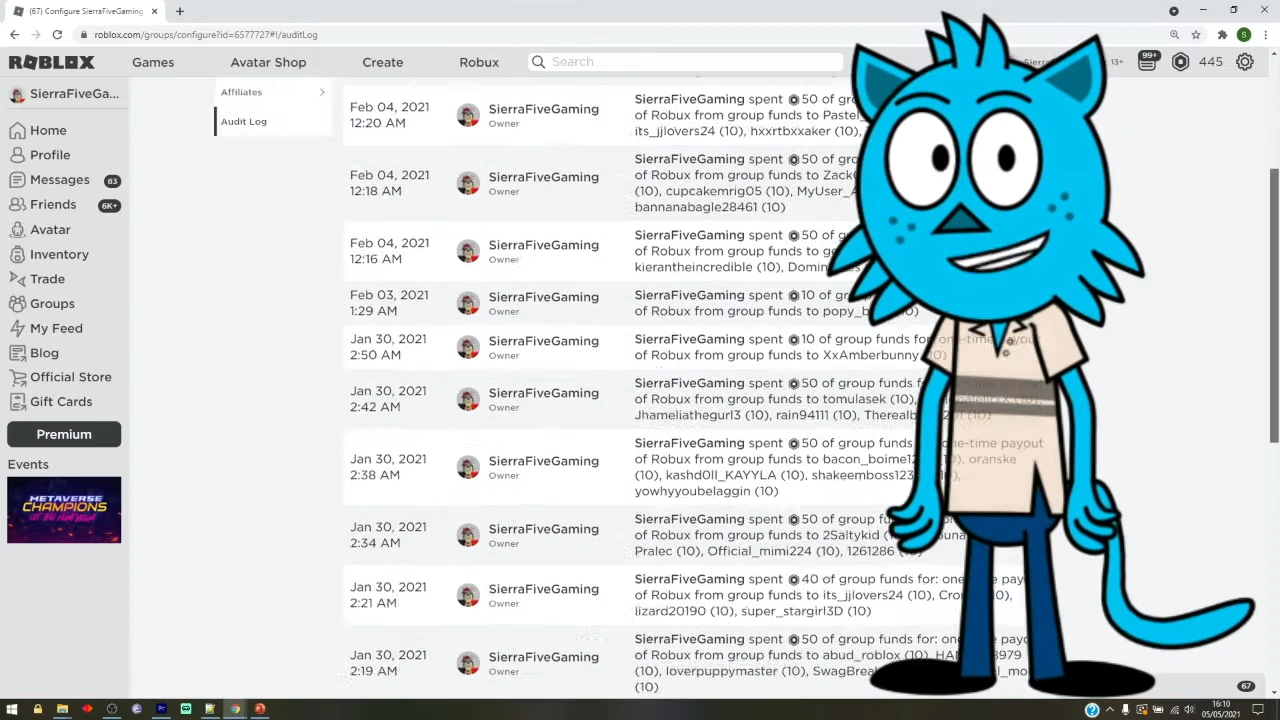 (67) Configure SierraFiveGaming
roblox.com/groups/configure?id=6577727#!/auditLog
S
ROBLOX
Games
Avatar Shop
Create
Robux
Search
13+
99+
445
SierraFiveGa...
Home
Profile
Messages 83
Friends 6K+
Avatar
Inventory
Trade
Groups
My Feed
Blog
Official Store
Gift Cards
Premium
Events
METAVERSE
CHAMPIONS
Affiliates
Audit Log
Feb 04, 2021
12:20 AM
SierraFiveGaming
Owner
SierraFiveGaming spent 50 of
of Robux from group funds to
its_jjlovers24 (10), hxxrtbxxaker (10),
Feb 04, 2021
12:18 AM
SierraFiveGaming
Owner
SierraFiveGaming spent 50 of
of Robux from group funds to
(10), cupcakemrig05 (10),
bannanabagle28461 (10)
Feb 04, 2021
12:16 AM
SierraFiveGaming
Owner
SierraFiveGaming spent 50 of
of Robux from group funds to
kierantheincredible (10),
Feb 03, 2021
1:29 AM
SierraFiveGaming
Owner
SierraFiveGaming spent 10 of
of Robux from group funds to
Jan 30, 2021
2:50 AM
SierraFiveGaming
Owner
SierraFiveGaming spent 10 of group funds for: one-time payout
of Robux from group funds to XxAmberbunny (10)
Jan 30, 2021
2:42 AM
SierraFiveGaming
Owner
SierraFiveGaming spent 50 of group funds for:
of Robux from group funds to tomulasek (10),
Jhameliathegurl3 (10), rain94111 (10),
Jan 30, 2021
2:38 AM
SierraFiveGaming
Owner
SierraFiveGaming spent 50 of group funds for: one-time payout
of Robux from group funds to oranske
(10), kashd0ll_KAYYLA (10),
yowhyyoubelaggin (10)
Jan 30, 2021
2:34 AM
SierraFiveGaming
Owner
SierraFiveGaming spent 50 of group
of Robux from group funds to 2Saltykid
Pralec (10), Official_mimi224 (10), 1261286
Jan 30, 2021
2:21 AM
SierraFiveGaming
Owner
SierraFiveGaming spent 40 of group funds for:
of Robux from group funds to its_jjlovers24 (10),
lizard20190 (10), super_stargirl3D (10)
Jan 30, 2021
2:19 AM
SierraFiveGaming
Owner
SierraFiveGaming spent 50 of group funds for:
of Robux from group funds to abud_roblox (10),
(10), loverpuppymaster (10),
(10)
67
16:10
05/05/2021